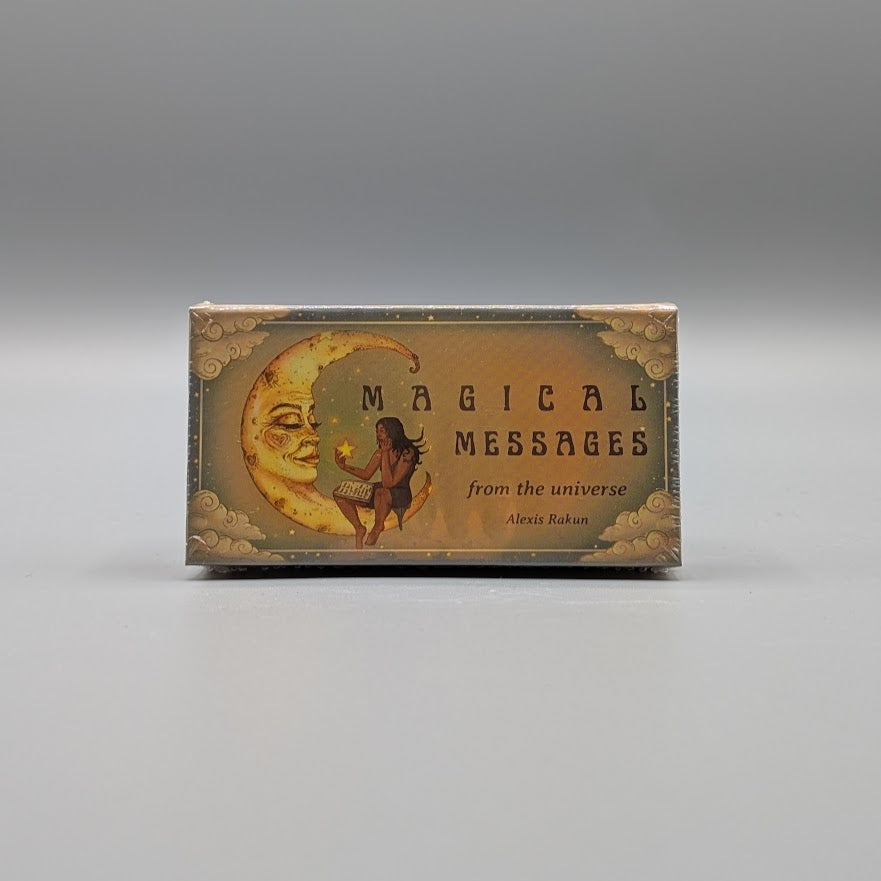 MAGICAL
MESSAGES
from the universe
Alexis Rakun